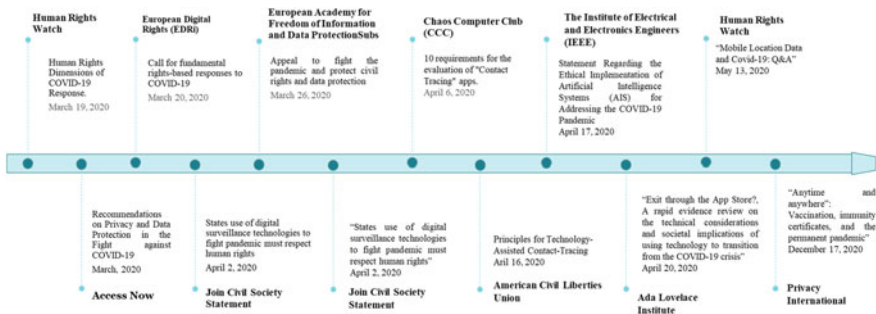 Human Rights
Watch
Human Rights
Dimensions of
COVID-19
Response.
March 19, 2020
European Digital
Rights (EDRi)
Call for fundamental
rights-based responses to
COVID-19
March 20, 2020
European Academy for
Freedom of Information
and Data ProtectionSubs
Appeal to fight the
pandemic and protect civil
rights and data protection
March 26, 2020
Chaos Computer Club
(CCC)
10 requirements for the
evaluation of "Contact
Tracing" apps.
April 6, 2020
The Institute of Electrical
and Electronics Engineers
(IEEE)
Statement Regarding the
Ethical Implementation of
Artificial Intelligence
Systems (AIS) for
Addressing the COVID-19
Pandemic
April 17, 2020
Human Rights
Watch
“Mobile Location Data
and Covid-19: Q&A”
May 13, 2020
Recommendations
on Privacy and Data
Protection in the
Fight against
COVID-19
March, 2020
Access Now
States use of digital
surveillance technologies to
fight pandemic must respect
human rights
April 2, 2020
Join Civil Society
Statement
“States use of digital
surveillance technologies
to fight pandemic must
respect human rights”
April 2, 2020
Join Civil Society
Statement
Principles for Technology-
Assisted Contact-Tracing
Aril 16, 2020
American Civil Liberties
Union
“Exit through the App Store?,
A rapid evidence review on
the technical considerations
and societal implications of
using technology to transition
from the COVID-19 crisis”
April 20, 2020
Ada Lovelace
Institute
“Anytime and
anywhere”:
Vaccination, immunity
certificates, and the
permanent pandemic”
December 17, 2020
Privacy
International